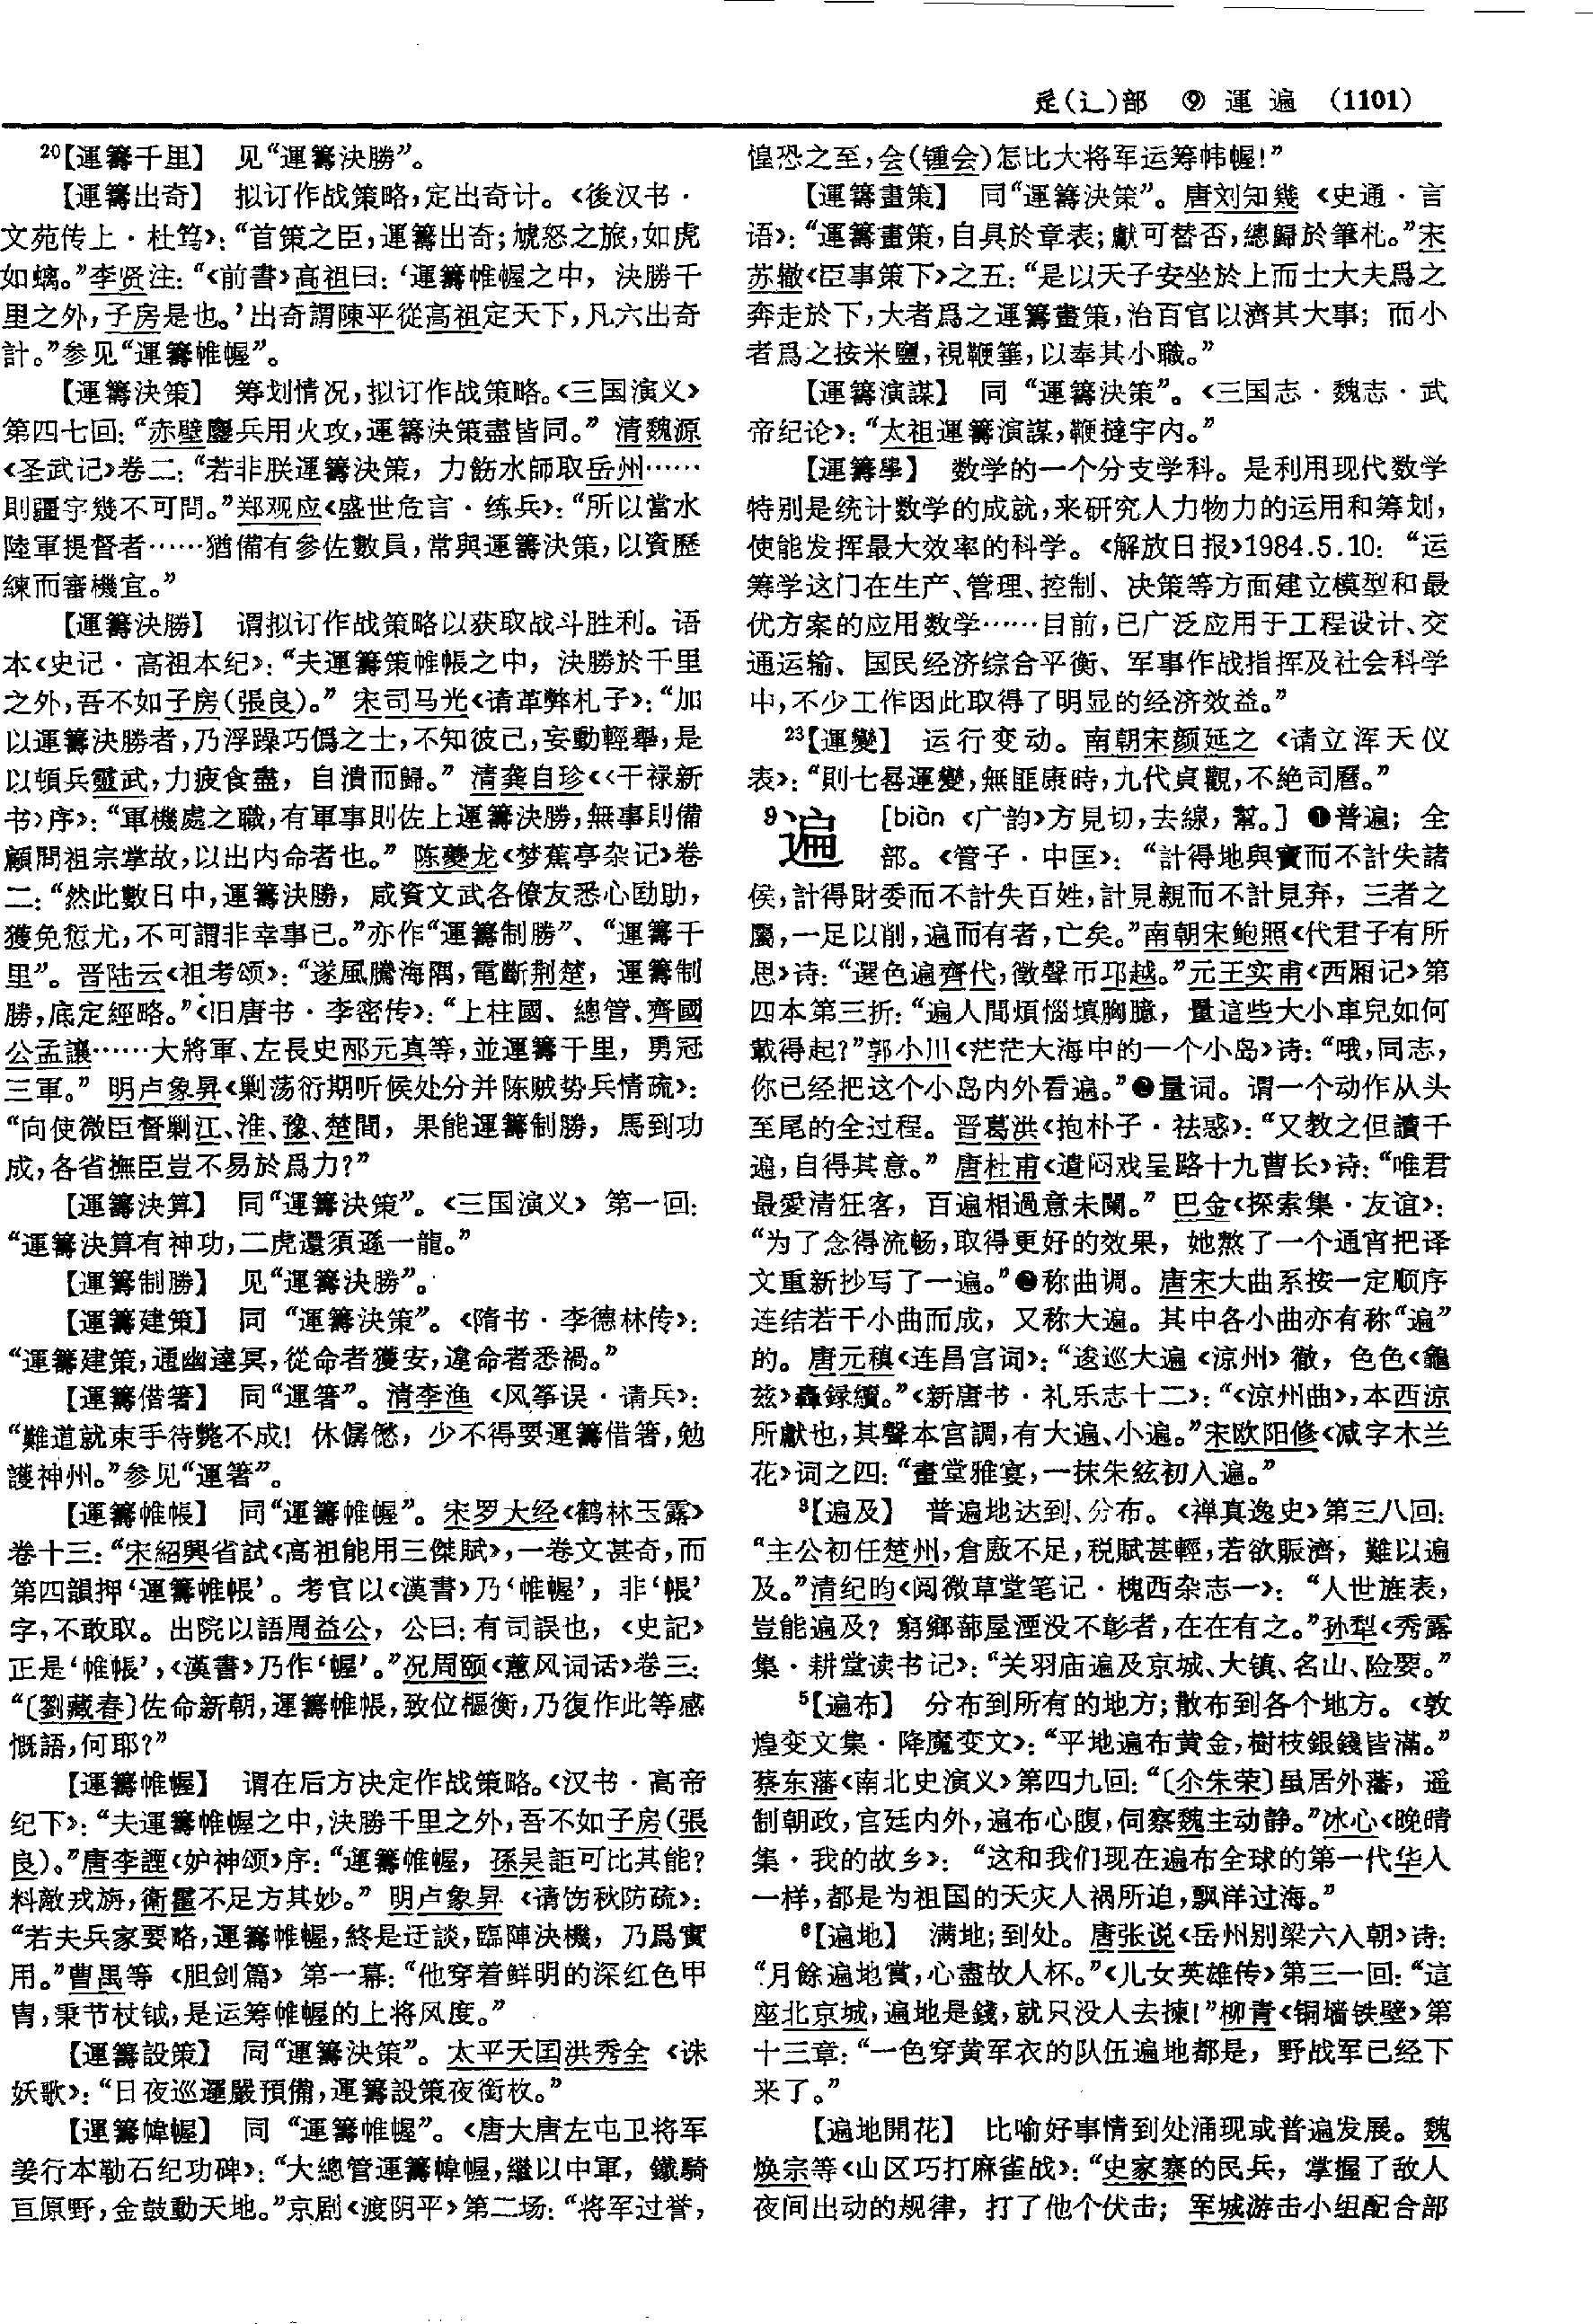 辵(辶)部 ⑨ 運 遍 (1101)
20【運籌千里】 见“運籌決勝”。
【運籌出奇】 拟订作战策略,定出奇计。《後汉书·
文苑传上·杜笃》:“首策之臣,運籌出奇;虓怒之旅,如虎
如螭。”李贤注:“《前書》高祖曰:‘運籌帷幄之中,決勝千
里之外,子房是也。’出奇謂陳平從高祖定天下,凡六出奇
計。”参见“運籌帷幄”。
【運籌決策】 筹划情况,拟订作战策略。《三国演义》
第四七回:“赤壁鏖兵用火攻,運籌決策盡皆同。”清魏源
《圣武记》卷二:“若非朕運籌決策,力飭水師取岳州……
則疆宇幾不可問。”郑观应《盛世危言·练兵》:“所以當水
陸軍提督者……猶備有參佐數員,常與運籌決策,以資歷
練而審機宜。”
【運籌決勝】 谓拟订作战策略以获取战斗胜利。语
本《史记·高祖本纪》:“夫運籌策帷帳之中,決勝於千里
之外,吾不如子房(張良)。”宋司马光《请革弊札子》:“加
以運籌決勝者,乃浮躁巧僞之士,不知彼己,妄動輕舉,是
以頓兵靈武,力疲食盡,自潰而歸。”清龚自珍《〈干禄新
书〉序》:“軍機處之職,有軍事則佐上運籌決勝,無事則備
顧問祖宗掌故,以出内命者也。”陈夔龙《梦蕉亭杂记》卷
二:“然此數日中,運籌決勝,咸資文武各僚友悉心劻助,
獲免愆尤,不可謂非幸事已。”亦作“運籌制勝”、“運籌千
里”。晋陆云《祖考颂》:“遂風騰海隅,電斷荆楚,運籌制
勝,底定經略。”《旧唐书·李密传》:“上柱國、總管、齊國
公孟讓……大將軍、左長史邴元真等,並運籌千里,勇冠
三軍。”明卢象昇《剿荡衍期听候处分并陈贼势兵情疏》:
“向使微臣督剿江、淮、豫、楚間,果能運籌制勝,馬到功
成,各省撫臣豈不易於爲力?”
【運籌決算】 同“運籌決策”。《三国演义》第一回:
“運籌決算有神功,二虎還須遜一龍。”
【運籌制勝】 见“運籌決勝”。
【運籌建策】 同“運籌決策”。《隋书·李德林传》:
“運籌建策,通幽達冥,從命者獲安,違命者悉禍。”
【運籌借箸】 同“運箸”。清李渔《风筝误·请兵》:
“難道就束手待斃不成! 休僝僽,少不得要運籌借箸,勉
護神州。”参见“運箸”。
【運籌帷帳】 同“運籌帷幄”。宋罗大经《鹤林玉露》
卷十三:“宋紹興省試《高祖能用三傑賦》,一卷文甚奇,而
第四韻押‘運籌帷帳’。考官以《漢書》乃‘帷幄’,非‘帳’
字,不敢取。出院以語周益公,公曰:有司誤也,《史記》
正是‘帷帳’,《漢書》乃作‘幄’。”况周颐《蕙风词话》卷三:
“〔劉藏春〕佐命新朝,運籌帷帳,致位樞衡,乃復作此等感
慨語,何耶?”
【運籌帷幄】 谓在后方决定作战策略。《汉书·高帝
纪下》:“夫運籌帷幄之中,決勝千里之外,吾不如子房(張
良)。”唐李諲《妒神颂》序:“運籌帷幄,孫吴詎可比其能?
料敵戎旃,衛霍不足方其妙。”明卢象昇《请饬秋防疏》:
“若夫兵家要略,運籌帷幄,終是迂談,臨陣決機,乃爲實
用。”曹禺等《胆剑篇》第一幕:“他穿着鲜明的深红色甲
胄,秉节杖钺,是运筹帷幄的上将风度。”
【運籌設策】 同“運籌決策”。太平天囯洪秀全《诛
妖歌》:“日夜巡邏嚴預備,運籌設策夜銜枚。”
【運籌幃幄】 同“運籌帷幄”。《唐大唐左屯卫将军
姜行本勒石纪功碑》:“大總管運籌幃幄,繼以中軍,鐵騎
亘原野,金鼓動天地。”京剧《渡阴平》第二场:“将军过誉,
惶恐之至,会(锺会)怎比大将军运筹帏幄!”
【運籌畫策】 同“運籌決策”。唐刘知幾《史通·言
语》:“運籌畫策,自具於章表;獻可替否,總歸於筆札。”宋
苏辙《臣事策下》之五:“是以天子安坐於上而士大夫爲之
奔走於下,大者爲之運籌畫策,治百官以濟其大事;而小
者爲之按米鹽,視鞭箠,以奉其小職。”
【運籌演謀】 同“運籌決策”。《三国志·魏志·武
帝纪论》:“太祖運籌演謀,鞭撻宇内。”
【運籌學】 数学的一个分支学科。是利用现代数学
特别是统计数学的成就,来研究人力物力的运用和筹划,
使能发挥最大效率的科学。《解放日报》1984.5.10:“运
筹学这门在生产、管理、控制、决策等方面建立模型和最
优方案的应用数学……目前,已广泛应用于工程设计、交
通运输、国民经济综合平衡、军事作战指挥及社会科学
中,不少工作因此取得了明显的经济效益。”
23【運變】 运行变动。南朝宋颜延之《请立浑天仪
表》:“則七晷運變,無匪康時,九代貞觀,不絶司曆。”
9遍 [biàn《广韵》方見切,去線,幫。] ❶普遍;全
部。《管子·中匡》:“計得地與寶而不計失諸
侯,計得財委而不計失百姓,計見親而不計見弃,三者之
屬,一足以削,遍而有者,亡矣。”南朝宋鲍照《代君子有所
思》诗:“選色遍齊代,徵聲帀邛越。”元王实甫《西厢记》第
四本第三折:“遍人間煩惱填胸臆,量這些大小車兒如何
載得起?”郭小川《茫茫大海中的一个小岛》诗:“哦,同志,
你已经把这个小岛内外看遍。”❷量词。谓一个动作从头
至尾的全过程。晋葛洪《抱朴子·祛惑》:“又教之但讀千
遍,自得其意。”唐杜甫《遣闷戏呈路十九曹长》诗:“唯君
最愛清狂客,百遍相過意未闌。”巴金《探索集·友谊》:
“为了念得流畅,取得更好的效果,她熬了一个通宵把译
文重新抄写了一遍。”❸称曲调。唐宋大曲系按一定顺序
连结若干小曲而成,又称大遍。其中各小曲亦有称“遍”
的。唐元稹《连昌宫词》:“逡巡大遍《涼州》徹,色色《龜
兹》轟録續。”《新唐书·礼乐志十二》:“《涼州曲》,本西涼
所獻也,其聲本宫調,有大遍、小遍。”宋欧阳修《减字木兰
花》词之四:“畫堂雅宴,一抹朱絃初入遍。”
3【遍及】 普遍地达到、分布。《禅真逸史》第三八回:
“主公初任楚州,倉廒不足,税賦甚輕,若欲賑濟,難以遍
及。”清纪昀《阅微草堂笔记·槐西杂志一》:“人世旌表,
豈能遍及? 窮鄉蔀屋湮没不彰者,在在有之。”孙犁《秀露
集·耕堂读书记》:“关羽庙遍及京城、大镇、名山、险要。”
5【遍布】 分布到所有的地方;散布到各个地方。《敦
煌变文集·降魔变文》:“平地遍布黄金,樹枝銀錢皆滿。”
蔡东藩《南北史演义》第四九回:“〔尒朱荣〕虽居外藩,遥
制朝政,宫廷内外,遍布心腹,伺察魏主动静。”冰心《晚晴
集·我的故乡》:“这和我们现在遍布全球的第一代华人
一样,都是为祖国的天灾人祸所迫,飘洋过海。”
6【遍地】 满地;到处。唐张说《岳州别梁六入朝》诗:
“月餘遍地賞,心盡故人杯。”《儿女英雄传》第三一回:“這
座北京城,遍地是錢,就只没人去揀!”柳青《铜墙铁壁》第
十三章:“一色穿黄军衣的队伍遍地都是,野战军已经下
来了。”
【遍地開花】 比喻好事情到处涌现或普遍发展。魏
焕宗等《山区巧打麻雀战》:“史家寨的民兵,掌握了敌人
夜间出动的规律,打了他个伏击;军城游击小组配合部